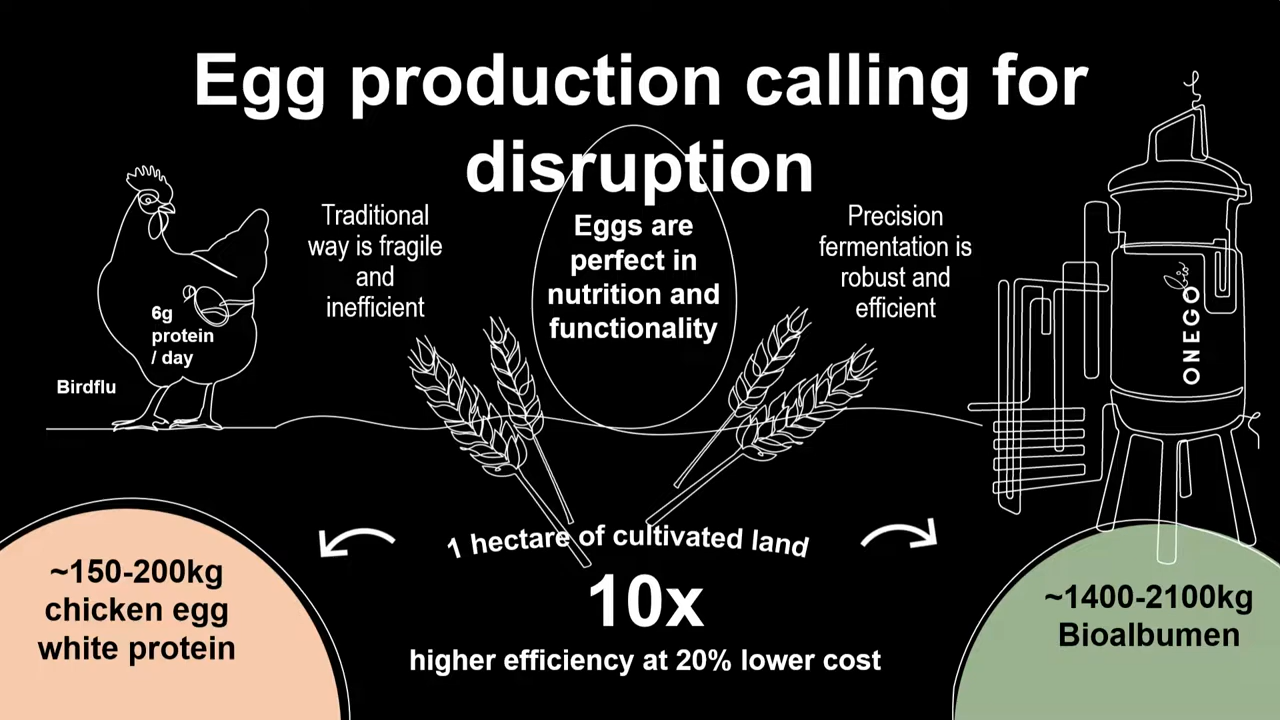 Egg production calling for
disruption
Traditional
way is fragile
and
inefficient
Eggs are
perfect in
nutrition and
functionality
Precision
fermentation is
robust and
efficient
6g
protein
/ day
Birdflu
bio
ONEGO
1 hectare of cultivated land
10x
higher efficiency at 20% lower cost
~150-200kg
chicken egg
white protein
~1400-2100kg
Bioalbumen